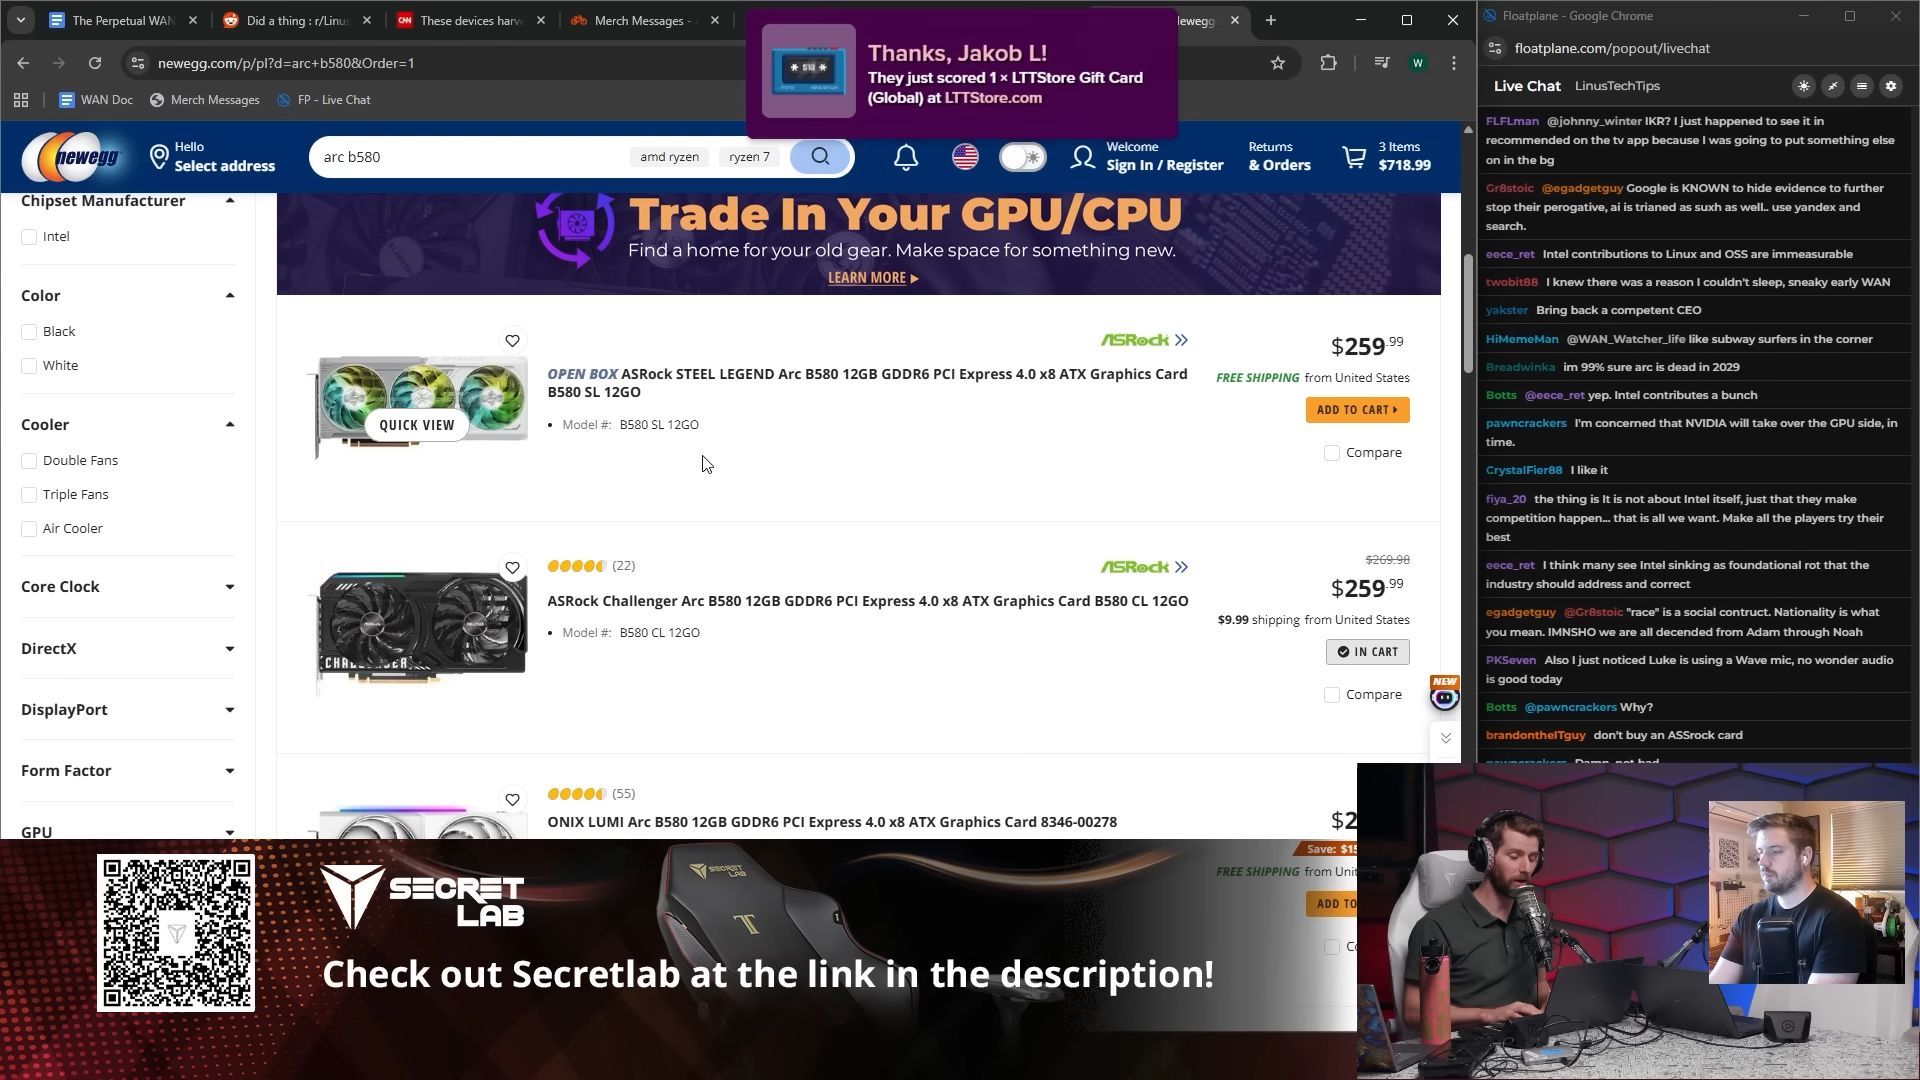 The Perpetual WAN
Did a thing : r/Linus
These devices harv
Merch Messages -
Newegg
newegg.com/p/pl?d=arc+b580&Order=1
W
WAN Doc
Merch Messages
FP - Live Chat
Thanks, Jakob L!
They just scored 1 × LTTStore Gift Card
(Global) at LTTStore.com
newegg
Hello
Select address
arc b580
amd ryzen
ryzen 7
Welcome
Sign In / Register
Returns
& Orders
3 Items
$718.99
Chipset Manufacturer
Intel
Color
Black
White
Cooler
Double Fans
Triple Fans
Air Cooler
Core Clock
DirectX
DisplayPort
Form Factor
GPU
Trade In Your GPU/CPU
Find a home for your old gear. Make space for something new.
LEARN MORE
QUICK VIEW
OPEN BOX ASRock STEEL LEGEND Arc B580 12GB GDDR6 PCI Express 4.0 x8 ATX Graphics Card
B580 SL 12GO
Model #: B580 SL 12GO
ASRock
$259.99
FREE SHIPPING from United States
ADD TO CART
Compare
CHALLENGER
(22)
ASRock Challenger Arc B580 12GB GDDR6 PCI Express 4.0 x8 ATX Graphics Card B580 CL 12GO
Model #: B580 CL 12GO
ASRock
$269.98
$259.99
$9.99 shipping from United States
IN CART
Compare
NEW
(55)
ONIX LUMI Arc B580 12GB GDDR6 PCI Express 4.0 x8 ATX Graphics Card 8346-00278
$2
Save: $15
FREE SHIPPING from Unit
ADD TO
Co
SECRET
LAB
SECRET
LAB
Check out Secretlab at the link in the description!
Floatplane - Google Chrome
floatplane.com/popout/livechat
Live Chat LinusTechTips
FLFLman @johnny_winter IKR? I just happened to see it in
recommended on the tv app because I was going to put something else
on in the bg
Gr8stoic @egadgetguy Google is KNOWN to hide evidence to further
stop their perogative, ai is trianed as suxh as well.. use yandex and
search.
eece_ret Intel contributions to Linux and OSS are immeasurable
twobit88 I knew there was a reason I couldn't sleep, sneaky early WAN
yakster Bring back a competent CEO
HiMemeMan @WAN_Watcher_life like subway surfers in the corner
Breadwinka im 99% sure arc is dead in 2029
Botts @eece_ret yep. Intel contributes a bunch
pawncrackers I'm concerned that NVIDIA will take over the GPU side, in
time.
CrystalFier88 I like it
fiya_20 the thing is It is not about Intel itself, just that they make
competition happen... that is all we want. Make all the players try their
best
eece_ret I think many see Intel sinking as foundational rot that the
industry should address and correct
egadgetguy @Gr8stoic "race" is a social contruct. Nationality is what
you mean. IMNSHO we are all decended from Adam through Noah
PKSeven Also I just noticed Luke is using a Wave mic, no wonder audio
is good today
Botts @pawncrackers Why?
brandontheITguy don't buy an ASSrock card
pawncrackers Damn, not bad